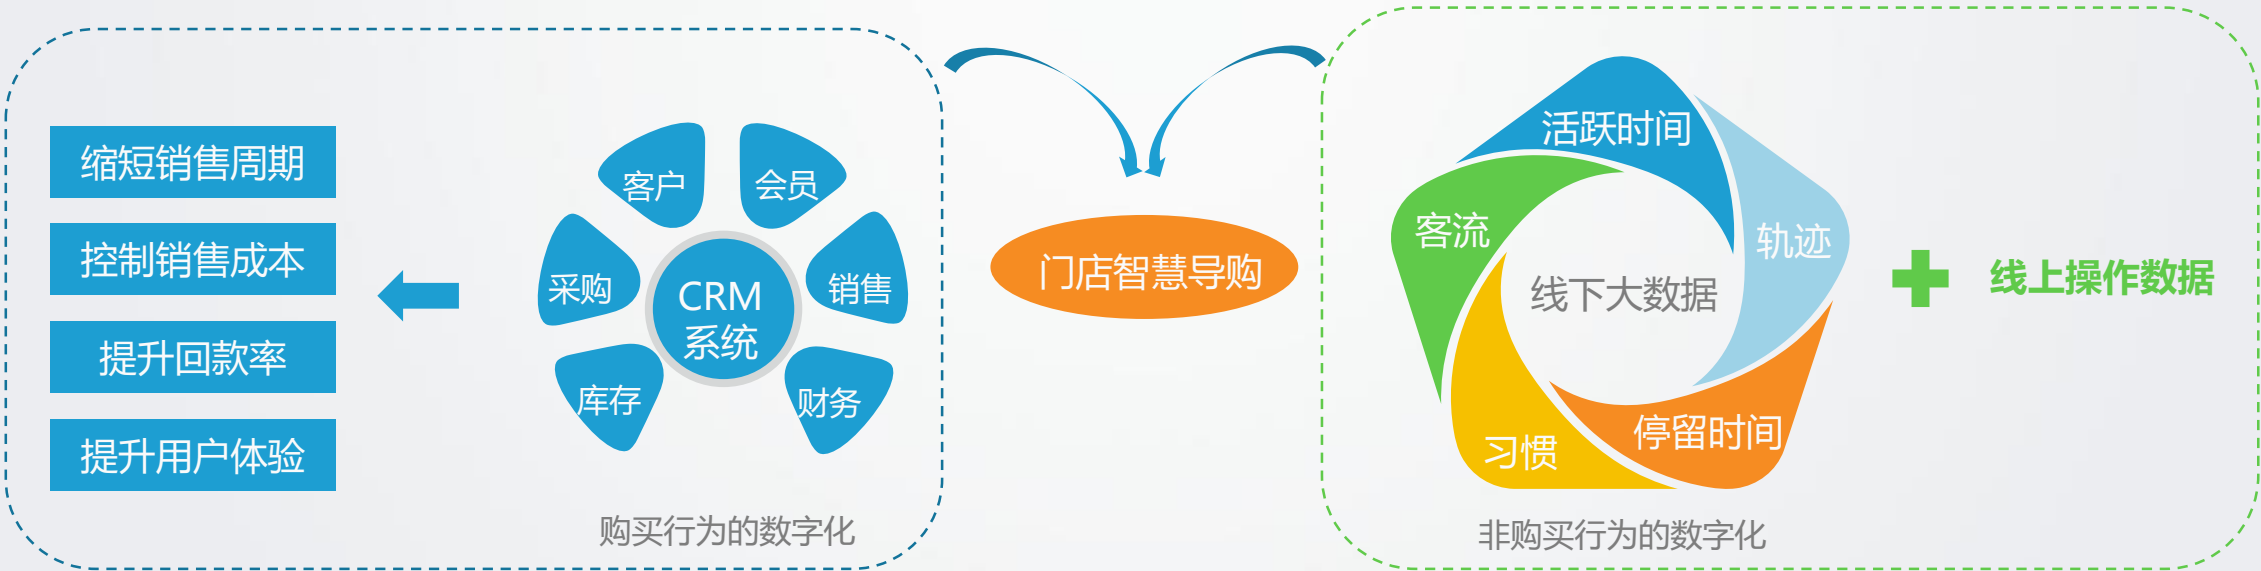 缩短销售周期
控制销售成本
提升回款率
提升用户体验
客户
会员
采购
销售
CRM
系统
库存
财务
购买行为的数字化
门店智慧导购
活跃时间
客流
轨迹
线下大数据
习惯
停留时间
非购买行为的数字化
线上操作数据